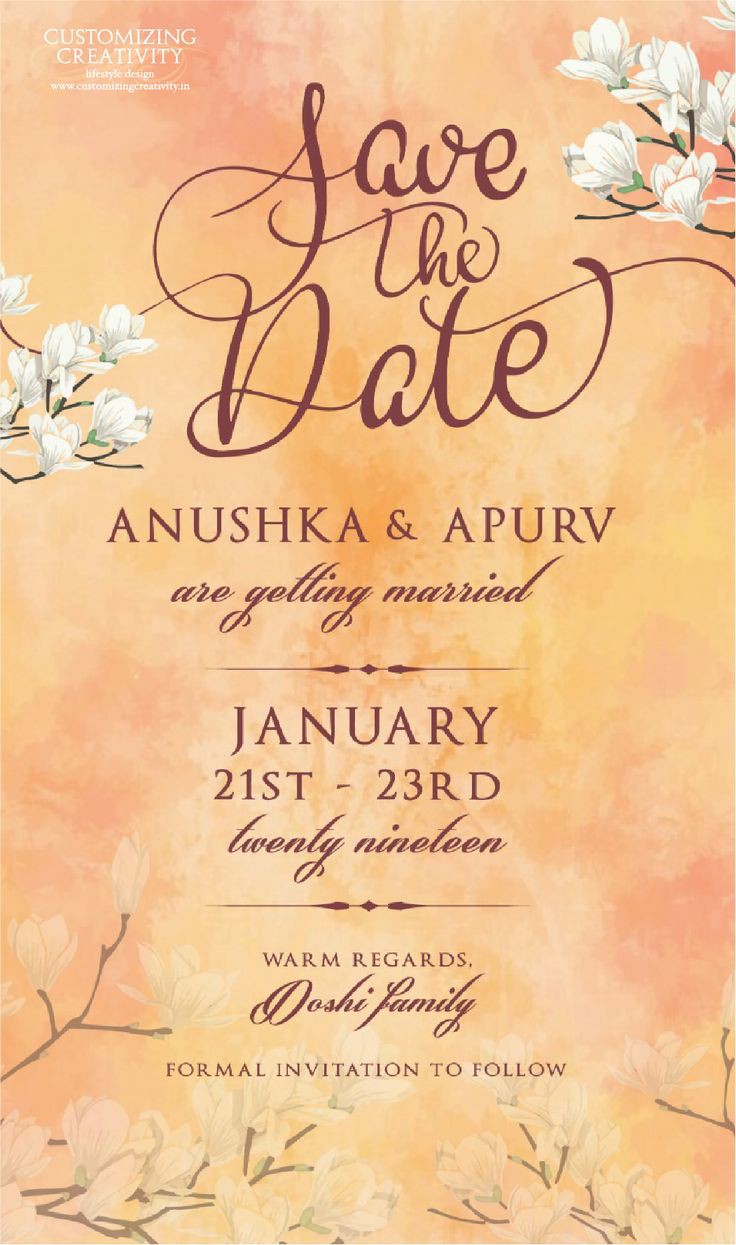 CUSTOMIZING
CREATIVITY
lifestyle design
www.customizingcreativity.in
Save
the
Date
ANUSHKA & APURV
are getting married
JANUARY
21ST - 23RD
twenty nineteen
WARM REGARDS,
Doshi family
FORMAL INVITATION TO FOLLOW